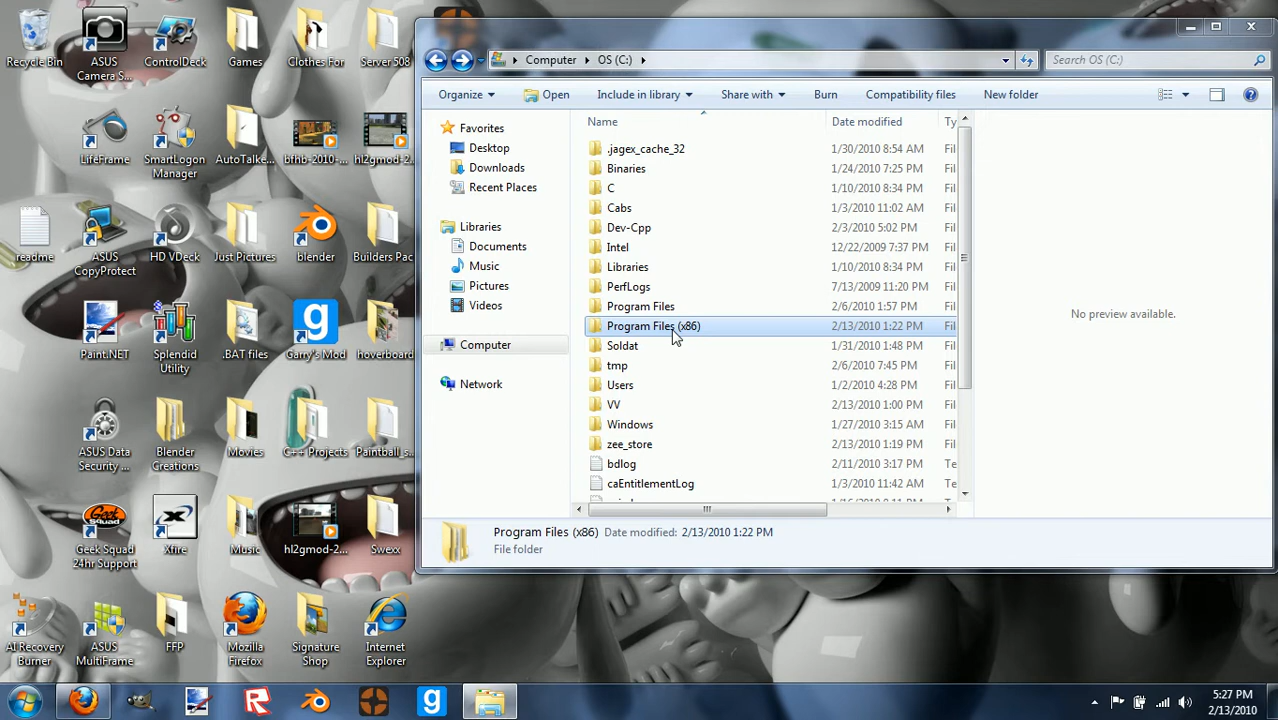 Recycle Bin
ASUS
Camera S...
ControlDeck
Games
Clothes For
Server 508
LifeFrame
SmartLogon
Manager
AutoTalke...
bfhb-2010-...
hl2gmod-2...
readme
ASUS
CopyProtect
HD VDeck
Just Pictures
blender
Builders Pac
Paint.NET
Splendid
Utility
.BAT files
Garry's Mod
hoverboard
ASUS Data
Security ...
Blender
Creations
Movies
C++ Projects
Paintball_s
Geek Squad
24hr Support
Xfire
Music
hl2gmod-2...
Swexx
AI Recovery
Burner
ASUS
MultiFrame
FFP
Mozilla
Firefox
Signature
Shop
Internet
Explorer
Computer
OS (C:)
Search OS (C:)
Organize
Open
Include in library
Share with
Burn
Compatibility files
New folder
Favorites
Desktop
Downloads
Recent Places
Libraries
Documents
Music
Pictures
Videos
Computer
Network
Name Date modified Ty
.jagex_cache_32 1/30/2010 8:54 AM Fil
Binaries 1/24/2010 7:25 PM Fil
C 1/10/2010 8:34 PM Fil
Cabs 1/3/2010 11:02 AM Fil
Dev-Cpp 2/3/2010 5:02 PM Fil
Intel 12/22/2009 7:37 PM Fil
Libraries 1/10/2010 8:34 PM Fil
PerfLogs 7/13/2009 11:20 PM Fil
Program Files 2/6/2010 1:57 PM Fil
Program Files (x86) 2/13/2010 1:22 PM Fil
Soldat 1/31/2010 1:48 PM Fil
tmp 2/6/2010 7:45 PM Fil
Users 1/2/2010 4:28 PM Fil
VV 2/13/2010 1:00 PM Fil
Windows 1/27/2010 3:15 AM Fil
zee_store 2/13/2010 1:19 PM Fil
bdlog 2/11/2010 3:17 PM Te
caEntitlementLog 1/3/2010 11:42 AM Te
No preview available.
Program Files (x86) Date modified: 2/13/2010 1:22 PM
File folder
5:27 PM
2/13/2010